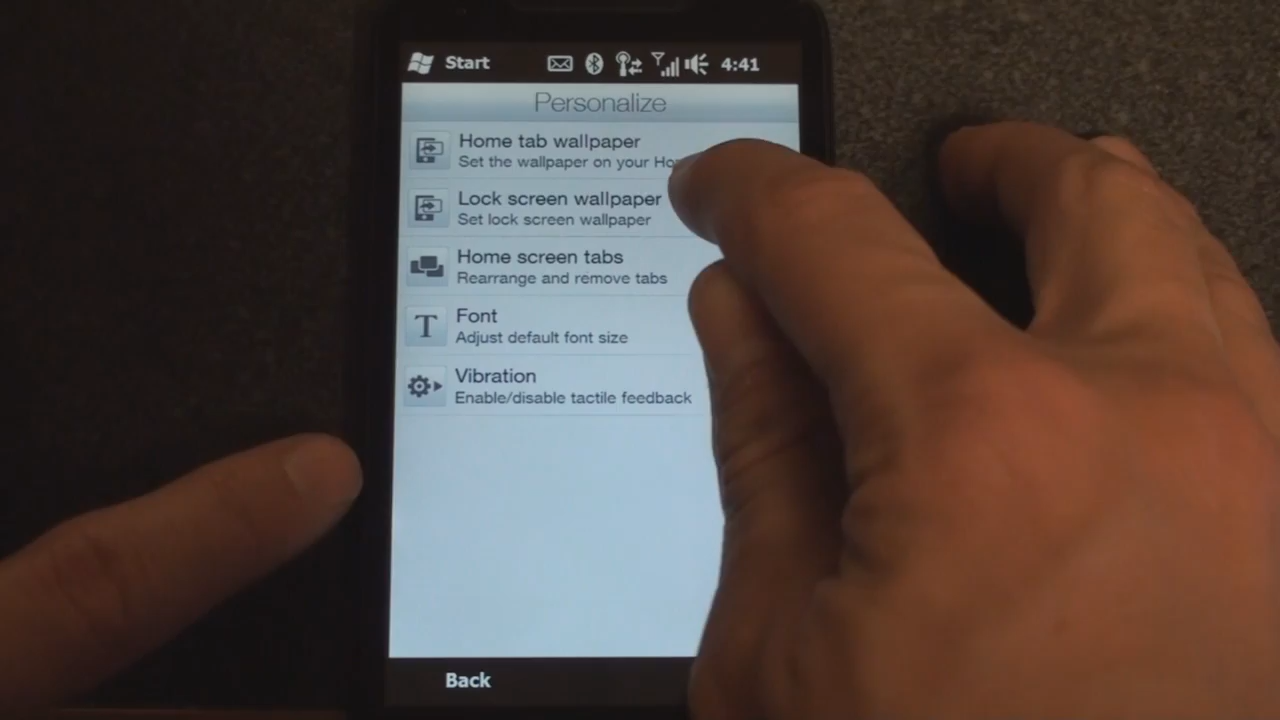 Start 4:41
Personalize
Home tab wallpaper
Set the wallpaper on your
Lock screen wallpaper
Set lock screen wallpaper
Home screen tabs
Rearrange and remove tabs
T Font
Adjust default font size
Vibration
Enable/disable tactile feedback
Back